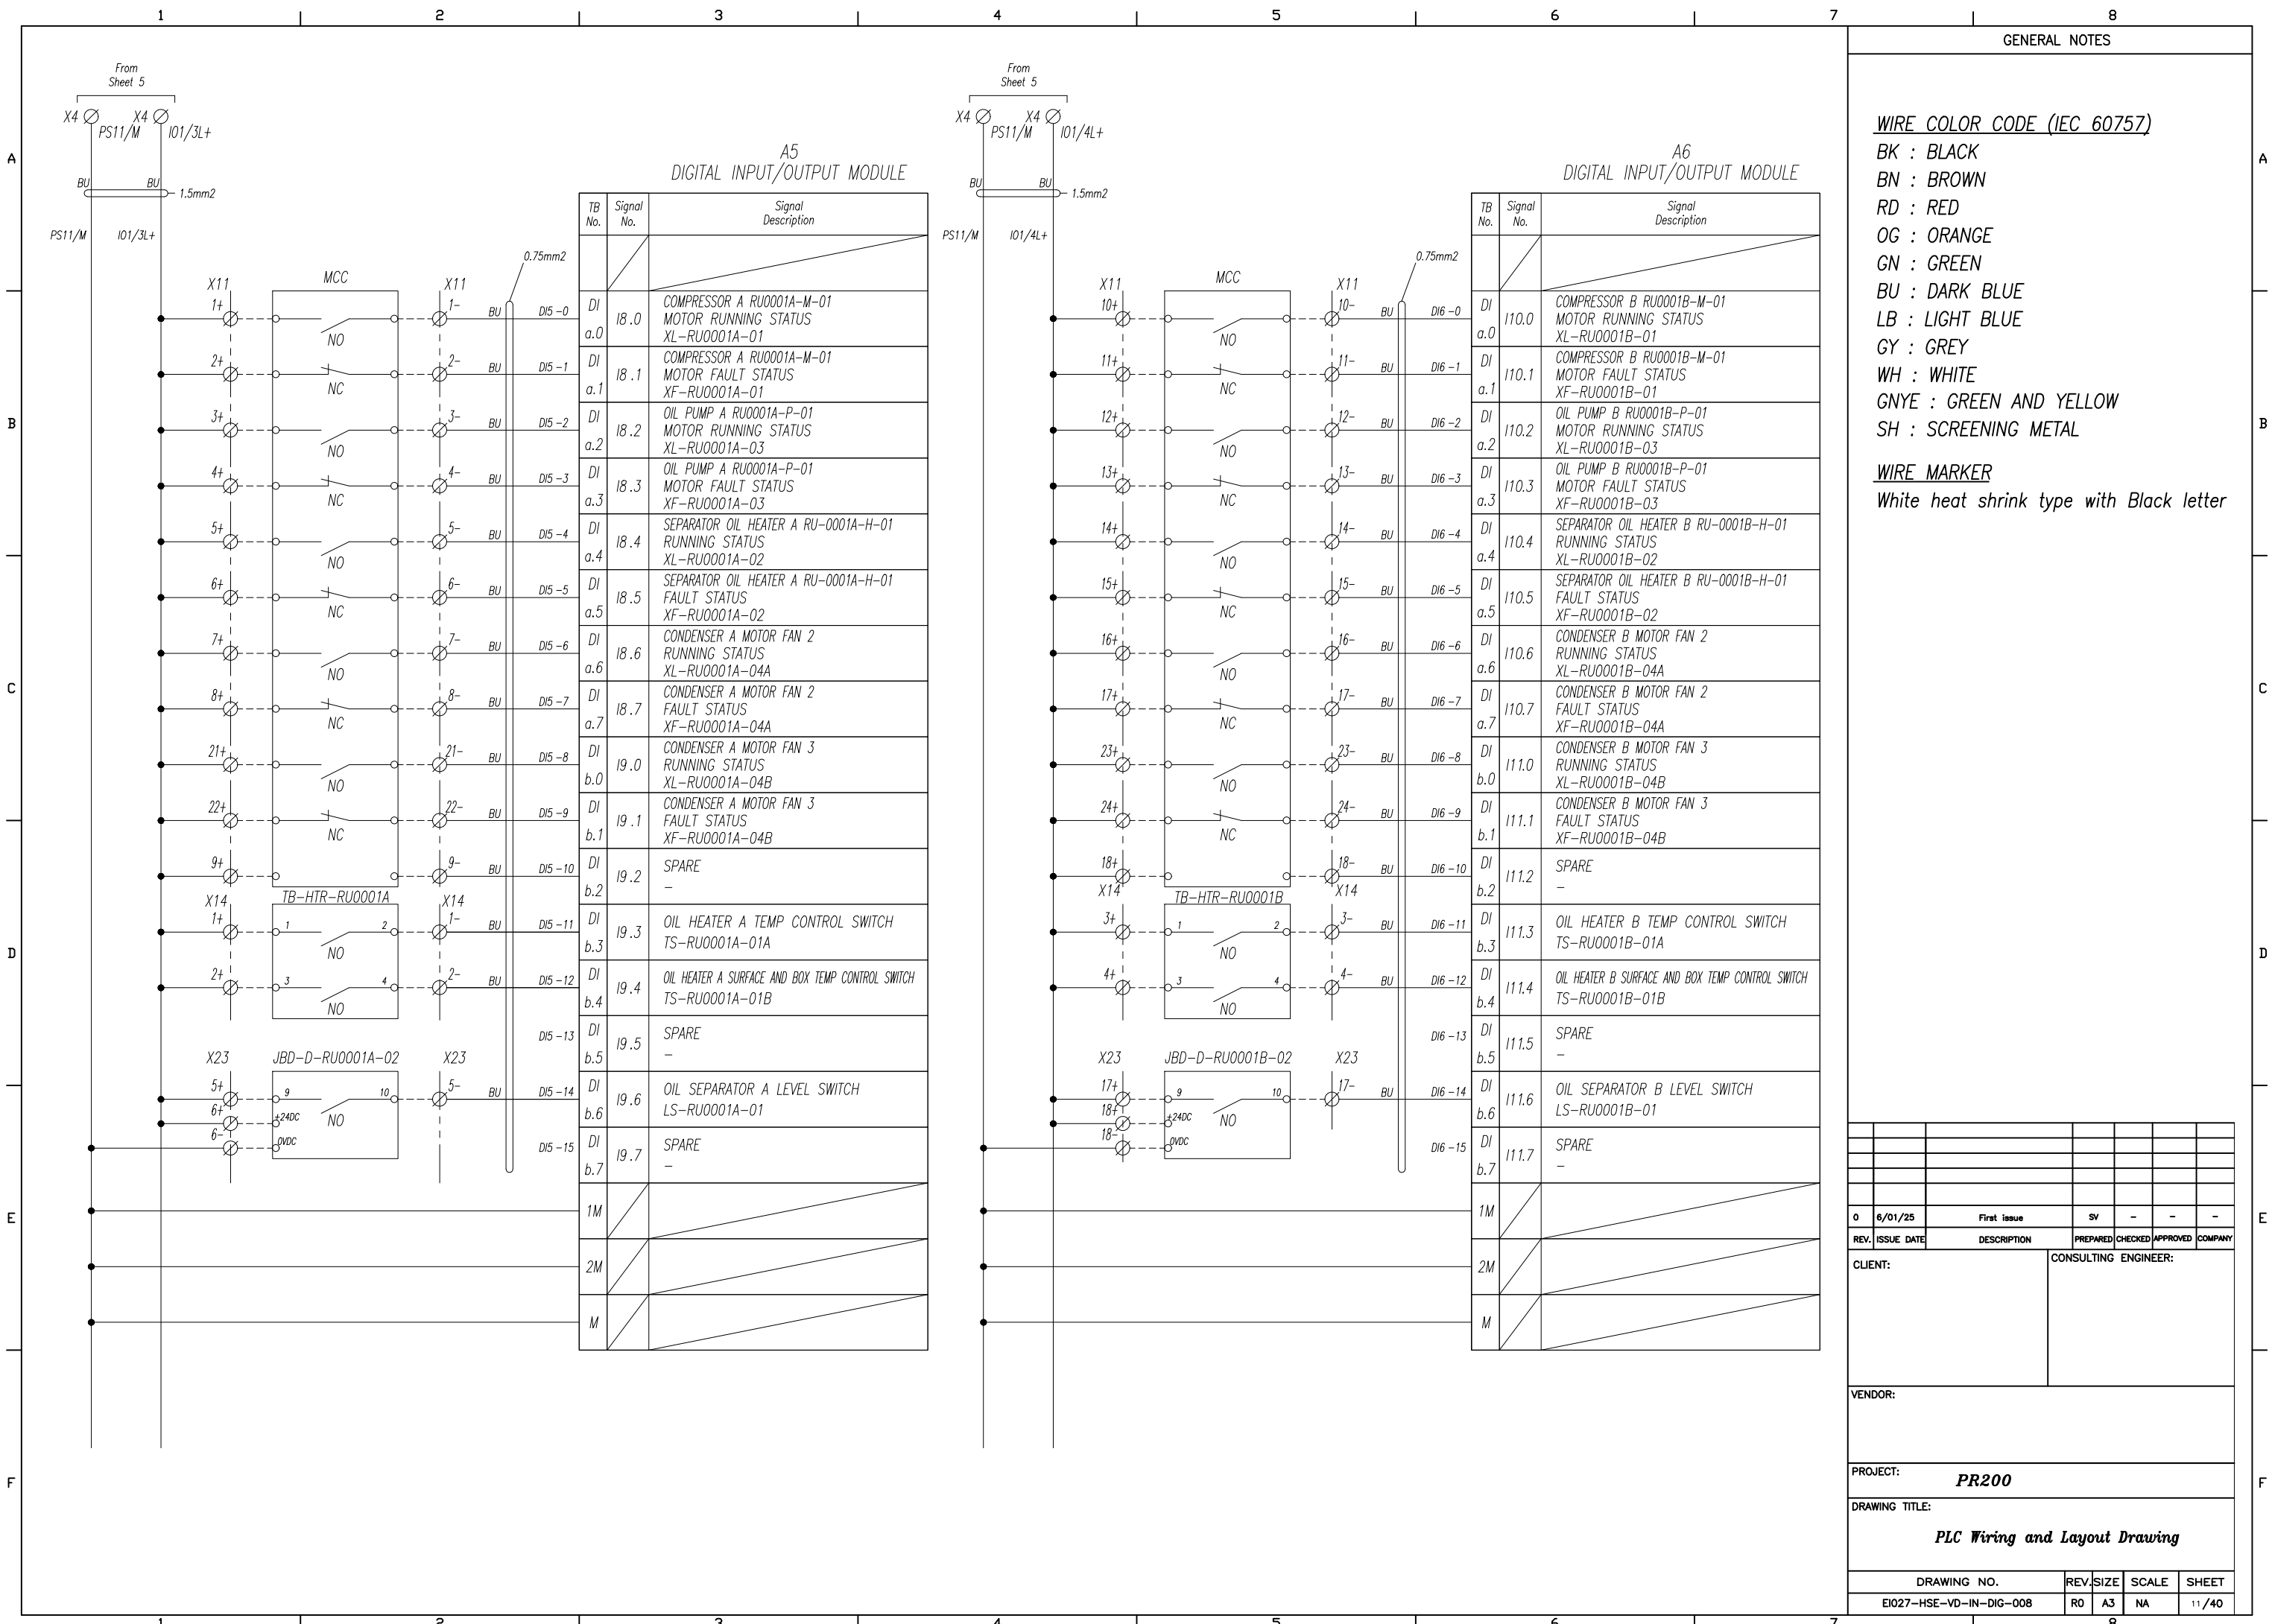 1 2 3 4 5 6 7 8
GENERAL NOTES
From
Sheet 5
X4 X4
PS11/M IO1/3L+
BU BU
1.5mm2
PS11/M IO1/3L+
A5
DIGITAL INPUT/OUTPUT MODULE
TB No. Signal No. Signal Description
0.75mm2
X11 MCC X11
1+ NO 1- BU DI5-0 DI a.0 I8.0
COMPRESSOR A RU0001A-M-01
MOTOR RUNNING STATUS
XL-RU0001A-01
2+ NC 2- BU DI5-1 DI a.1 I8.1
COMPRESSOR A RU0001A-M-01
MOTOR FAULT STATUS
XF-RU0001A-01
3+ NO 3- BU DI5-2 DI a.2 I8.2
OIL PUMP A RU0001A-P-01
MOTOR RUNNING STATUS
XL-RU0001A-03
4+ NC 4- BU DI5-3 DI a.3 I8.3
OIL PUMP A RU0001A-P-01
MOTOR FAULT STATUS
XF-RU0001A-03
5+ NO 5- BU DI5-4 DI a.4 I8.4
SEPARATOR OIL HEATER A RU-0001A-H-01
RUNNING STATUS
XL-RU0001A-02
6+ NC 6- BU DI5-5 DI a.5 I8.5
SEPARATOR OIL HEATER A RU-0001A-H-01
FAULT STATUS
XF-RU0001A-02
7+ NO 7- BU DI5-6 DI a.6 I8.6
CONDENSER A MOTOR FAN 2
RUNNING STATUS
XL-RU0001A-04A
8+ NC 8- BU DI5-7 DI a.7 I8.7
CONDENSER A MOTOR FAN 2
FAULT STATUS
XF-RU0001A-04A
21+ NO 21- BU DI5-8 DI b.0 I9.0
CONDENSER A MOTOR FAN 3
RUNNING STATUS
XL-RU0001A-04B
22+ NC 22- BU DI5-9 DI b.1 I9.1
CONDENSER A MOTOR FAN 3
FAULT STATUS
XF-RU0001A-04B
9+ 9- BU DI5-10 DI b.2 I9.2
SPARE
-
X14 TB-HTR-RU0001A X14
1+ 1 2 NO 1- BU DI5-11 DI b.3 I9.3
OIL HEATER A TEMP CONTROL SWITCH
TS-RU0001A-01A
2+ 3 4 NO 2- BU DI5-12 DI b.4 I9.4
OIL HEATER A SURFACE AND BOX TEMP CONTROL SWITCH
TS-RU0001A-01B
DI5-13 DI b.5 I9.5
SPARE
-
X23 JBD-D-RU0001A-02 X23
5+ 9 10 NO 5- BU DI5-14 DI b.6 I9.6
OIL SEPARATOR A LEVEL SWITCH
LS-RU0001A-01
6+ +24DC
6- 0VDC
DI5-15 DI b.7 I9.7
SPARE
-
1M
2M
M
From
Sheet 5
X4 X4
PS11/M IO1/4L+
BU BU
1.5mm2
PS11/M IO1/4L+
A6
DIGITAL INPUT/OUTPUT MODULE
TB No. Signal No. Signal Description
0.75mm2
X11 MCC X11
10+ NO 10- BU DI6-0 DI a.0 I10.0
COMPRESSOR B RU0001B-M-01
MOTOR RUNNING STATUS
XL-RU0001B-01
11+ NC 11- BU DI6-1 DI a.1 I10.1
COMPRESSOR B RU0001B-M-01
MOTOR FAULT STATUS
XF-RU0001B-01
12+ NO 12- BU DI6-2 DI a.2 I10.2
OIL PUMP B RU0001B-P-01
MOTOR RUNNING STATUS
XL-RU0001B-03
13+ NC 13- BU DI6-3 DI a.3 I10.3
OIL PUMP B RU0001B-P-01
MOTOR FAULT STATUS
XF-RU0001B-03
14+ NO 14- BU DI6-4 DI a.4 I10.4
SEPARATOR OIL HEATER B RU-0001B-H-01
RUNNING STATUS
XL-RU0001B-02
15+ NC 15- BU DI6-5 DI a.5 I10.5
SEPARATOR OIL HEATER B RU-0001B-H-01
FAULT STATUS
XF-RU0001B-02
16+ NO 16- BU DI6-6 DI a.6 I10.6
CONDENSER B MOTOR FAN 2
RUNNING STATUS
XL-RU0001B-04A
17+ NC 17- BU DI6-7 DI a.7 I10.7
CONDENSER B MOTOR FAN 2
FAULT STATUS
XF-RU0001B-04A
23+ NO 23- BU DI6-8 DI b.0 I11.0
CONDENSER B MOTOR FAN 3
RUNNING STATUS
XL-RU0001B-04B
24+ NC 24- BU DI6-9 DI b.1 I11.1
CONDENSER B MOTOR FAN 3
FAULT STATUS
XF-RU0001B-04B
18+ 18- BU DI6-10 DI b.2 I11.2
SPARE
-
X14 TB-HTR-RU0001B X14
3+ 1 2 NO 3- BU DI6-11 DI b.3 I11.3
OIL HEATER B TEMP CONTROL SWITCH
TS-RU0001B-01A
4+ 3 4 NO 4- BU DI6-12 DI b.4 I11.4
OIL HEATER B SURFACE AND BOX TEMP CONTROL SWITCH
TS-RU0001B-01B
DI6-13 DI b.5 I11.5
SPARE
-
X23 JBD-D-RU0001B-02 X23
17+ 9 10 NO 17- BU DI6-14 DI b.6 I11.6
OIL SEPARATOR B LEVEL SWITCH
LS-RU0001B-01
18+ +24DC
18- 0VDC
DI6-15 DI b.7 I11.7
SPARE
-
1M
2M
M
WIRE COLOR CODE (IEC 60757)
BK : BLACK
BN : BROWN
RD : RED
OG : ORANGE
GN : GREEN
BU : DARK BLUE
LB : LIGHT BLUE
GY : GREY
WH : WHITE
GNYE : GREEN AND YELLOW
SH : SCREENING METAL
WIRE MARKER
White heat shrink type with Black letter
0 6/01/25 First issue SV - - -
REV. ISSUE DATE DESCRIPTION PREPARED CHECKED APPROVED COMPANY
CLIENT: CONSULTING ENGINEER:
VENDOR:
PROJECT:
PR200
DRAWING TITLE:
PLC Wiring and Layout Drawing
DRAWING NO. REV. SIZE SCALE SHEET
EI027-HSE-VD-IN-DIG-008 R0 A3 NA 11/40
A A
B B
C C
D D
E E
F F
1 2 3 4 5 6 7 8